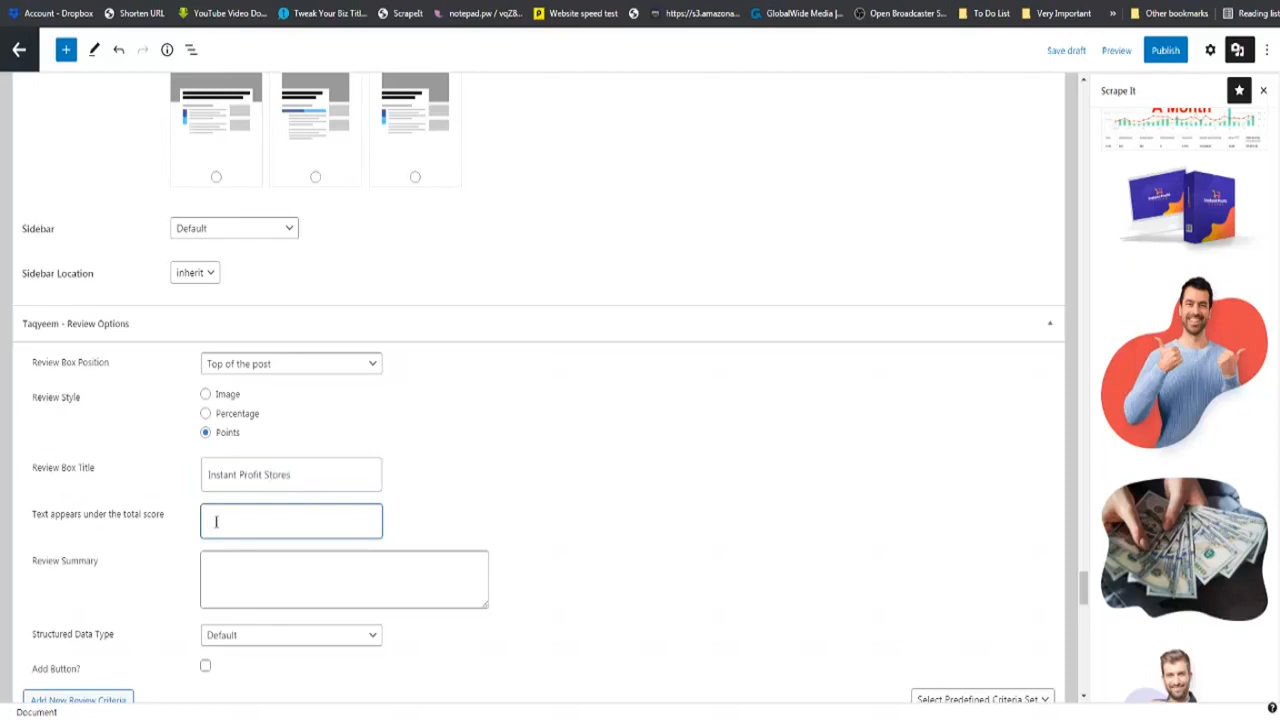 Account - Dropbox
Shorten URL
YouTube Video Do...
Tweak Your Biz Titl...
ScrapeIt
notepad.pw / vqZ8...
Website speed test
https://s3.amazona...
GlobalWide Media |...
Open Broadcaster S...
To Do List
Very Important
»
Other bookmarks
Reading list
Save draft
Preview
Publish
Scrape It
A Month
Sidebar
Default
Sidebar Location
inherit
Taqyeem - Review Options
Review Box Position
Top of the post
Review Style
Image
Percentage
Points
Review Box Title
Instant Profit Stores
Text appears under the total score
Review Summary
Structured Data Type
Default
Add Button?
Add New Review Criteria
Select Predefined Criteria Set
Document